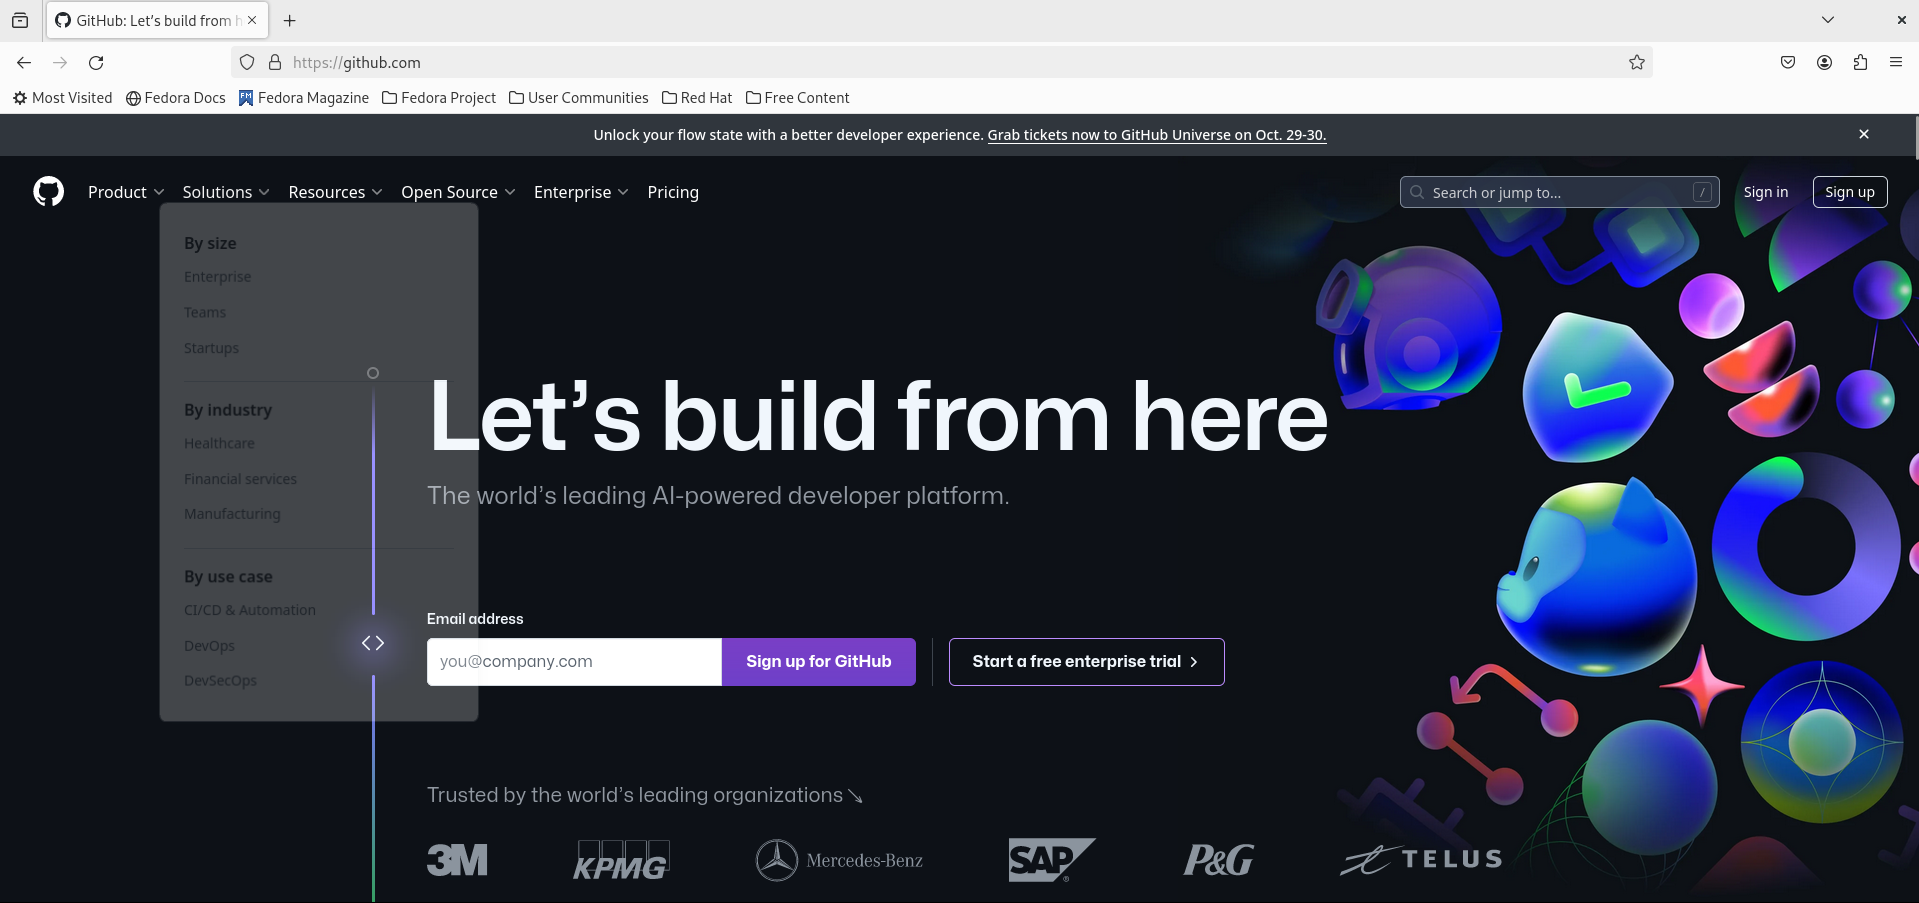 GitHub: Let's build from h
https://github.com
Most Visited Fedora Docs Fedora Magazine Fedora Project User Communities Red Hat Free Content
Unlock your flow state with a better developer experience. Grab tickets now to GitHub Universe on Oct. 29-30.
Product Solutions Resources Open Source Enterprise Pricing Search or jump to... / Sign in Sign up
By size
Enterprise
Teams
Startups
By industry
Healthcare
Financial services
Manufacturing
By use case
CI/CD & Automation
DevOps
DevSecOps
Let's build from here
The world's leading AI-powered developer platform.
Email address
you@company.com Sign up for GitHub Start a free enterprise trial
Trusted by the world's leading organizations
3M KPMG Mercedes-Benz SAP P&G TELUS